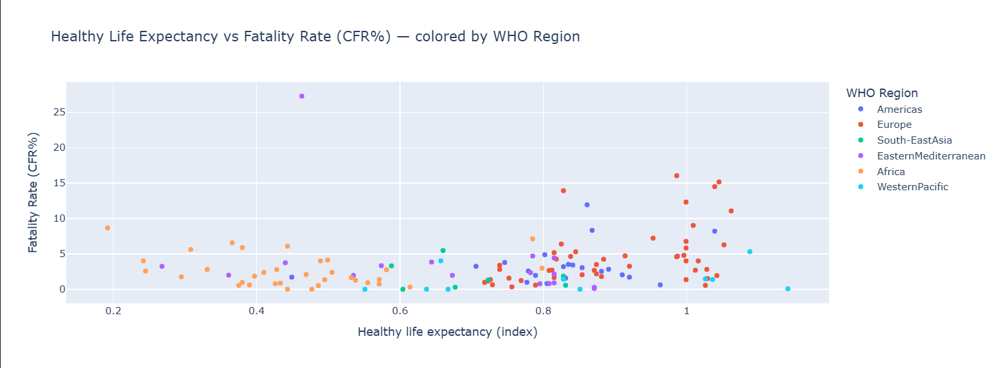 Healthy Life Expectancy vs Fatality Rate (CFR%) — colored by WHO Region
WHO Region
Americas
Europe
South-EastAsia
EasternMediterranean
Africa
WesternPacific
Fatality Rate (CFR%)
25
20
15
10
5
0
0.2
0.4
0.6
0.8
1
Healthy life expectancy (index)